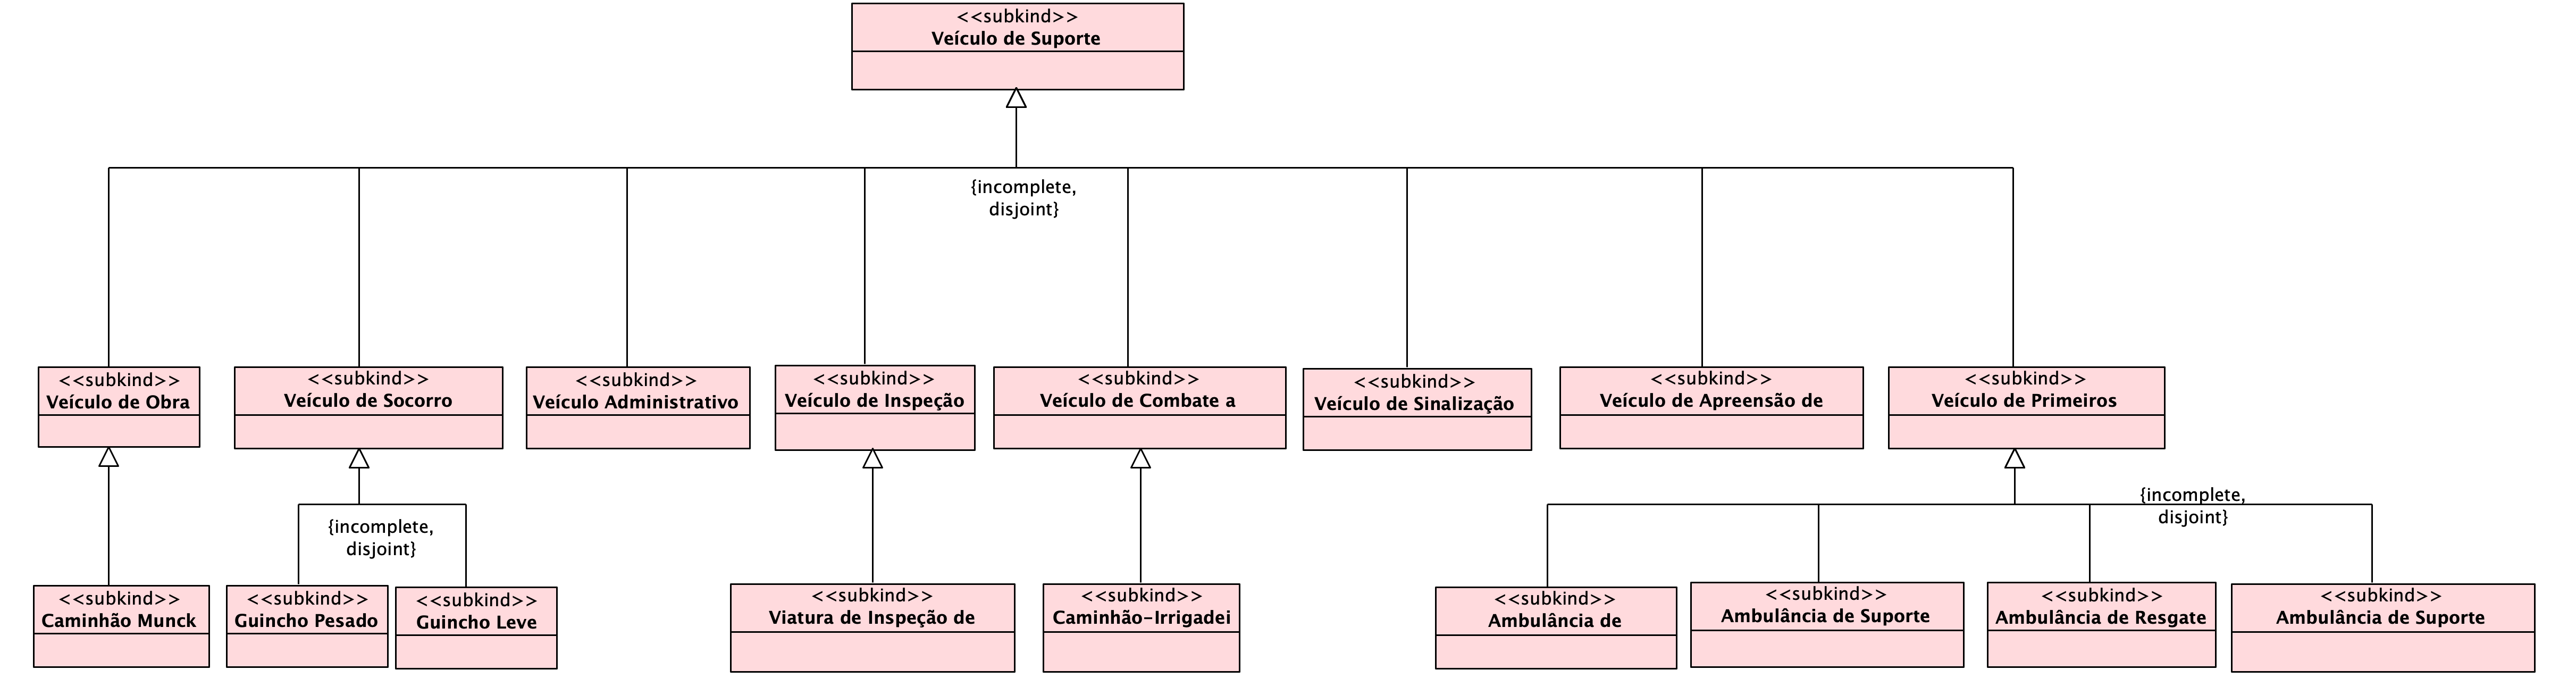 <<subkind>>
Veículo de Suporte
{incomplete,
disjoint}
<<subkind>>
Veículo de Obra
<<subkind>>
Veículo de Socorro
<<subkind>>
Veículo Administrativo
<<subkind>>
Veículo de Inspeção
<<subkind>>
Veículo de Combate a
<<subkind>>
Veículo de Sinalização
<<subkind>>
Veículo de Apreensão de
<<subkind>>
Veículo de Primeiros
{incomplete,
disjoint}
{incomplete,
disjoint}
<<subkind>>
Caminhão Munck
<<subkind>>
Guincho Pesado
<<subkind>>
Guincho Leve
<<subkind>>
Viatura de Inspeção de
<<subkind>>
Caminhão-Irrigadei
<<subkind>>
Ambulância de
<<subkind>>
Ambulância de Suporte
<<subkind>>
Ambulância de Resgate
<<subkind>>
Ambulância de Suporte